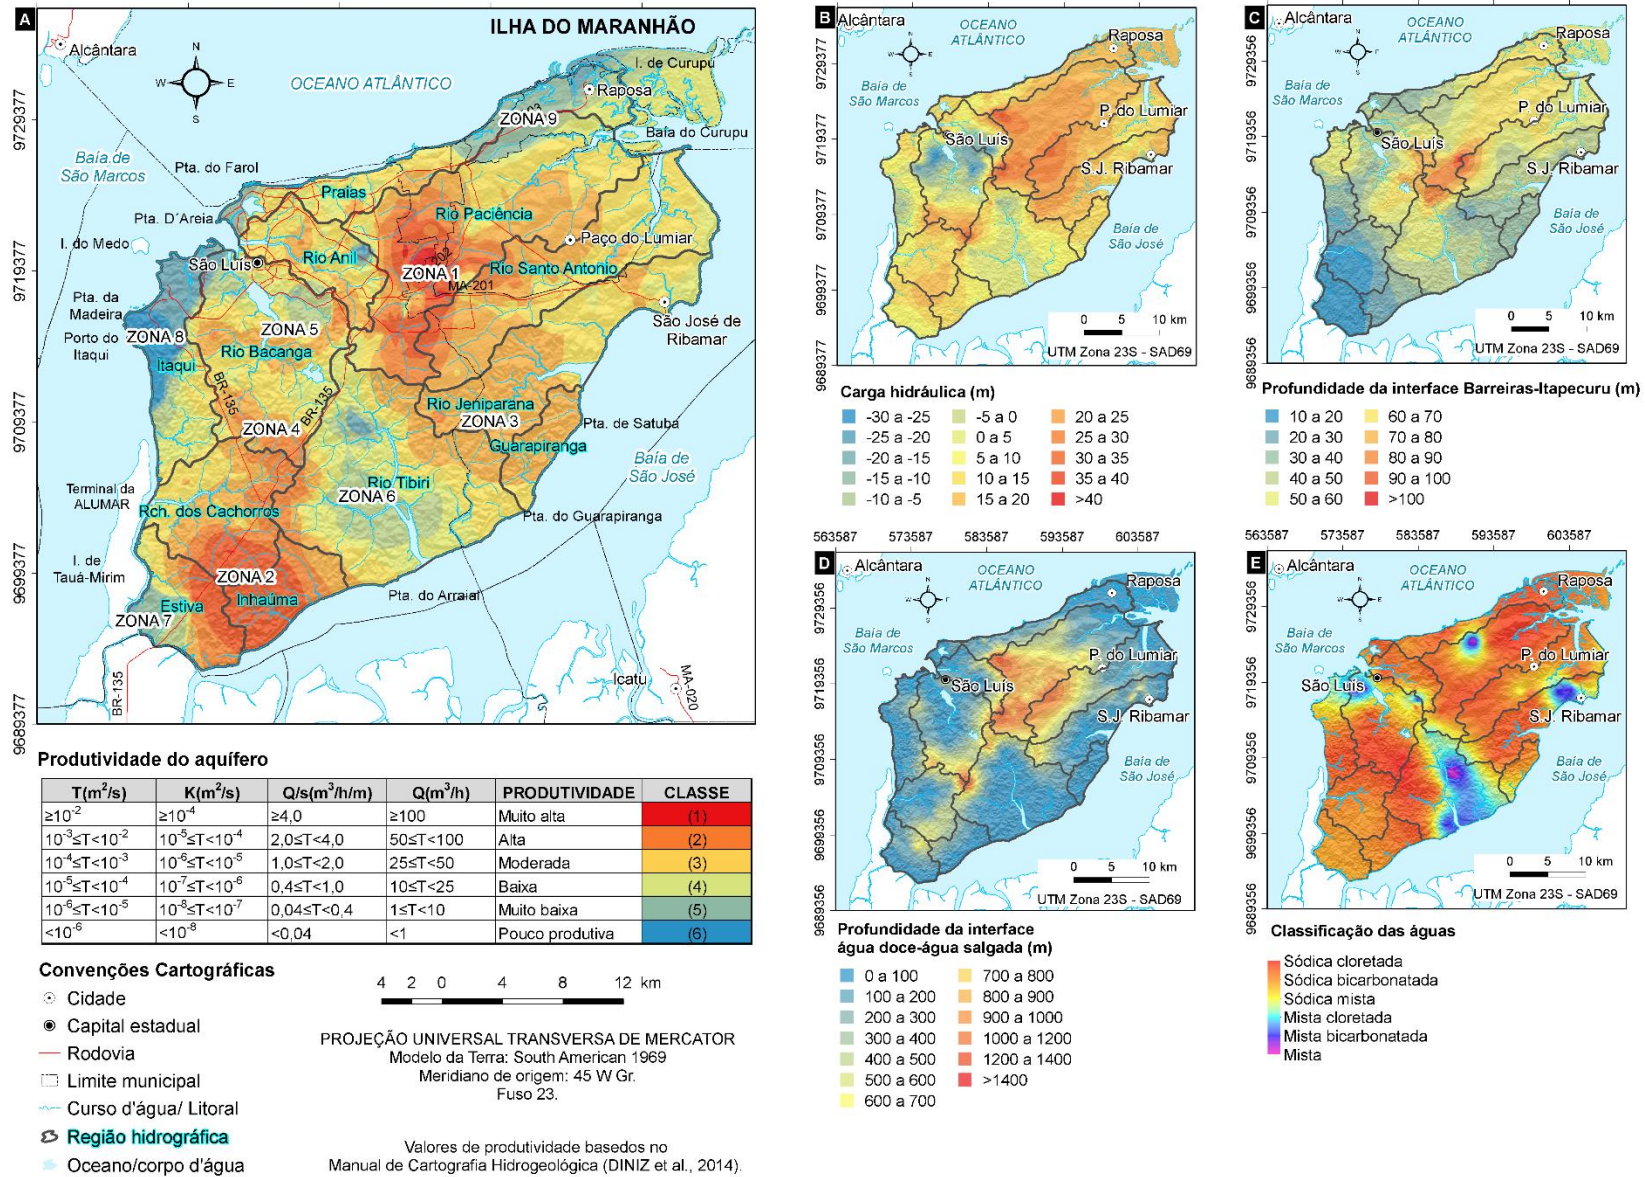 A
ILHA DO MARANHÃO
Alcântara
N
W E
S
OCEANO ATLÂNTICO
I. de Curupu
Raposa
ZONA 9
Baía do Curupu
Baía de
São Marcos
Pta. do Farol
Praias
Pta. D´Areia
Rio Paciência
I. do Medo
Paço do Lumiar
Rio Anil
São Luís
ZONA 1
Rio Santo Antonio
MA-201
Pta. da
Madeira
São José de
Ribamar
Porto do
Itaqui
ZONA 8
ZONA 5
Rio Bacanga
Itaqui
BR-135
BR-135
Rio Jeniparana
ZONA 3
Pta. de Satuba
ZONA 4
Guarapiranga
Baía de
São José
Rio Tibiri
ZONA 6
Terminal da
ALUMAR
Rch. dos Cachorros
Pta. do Guarapiranga
I. de
Tauá-Mirim
ZONA 2
Estiva
Inhaúma
Pta. do Arraial
ZONA 7
BR-135
Icatu
MA-020
9729377
9719377
9709377
9699377
9689377
Produtividade do aquífero
T(m²/s) K(m²/s) Q/s(m³/h/m) Q(m³/h) PRODUTIVIDADE CLASSE
≥10⁻² ≥10⁻⁴ ≥4,0 ≥100 Muito alta (1)
10⁻³≤T<10⁻² 10⁻⁵≤T<10⁻⁴ 2,0≤T<4,0 50≤T<100 Alta (2)
10⁻⁴≤T<10⁻³ 10⁻⁶≤T<10⁻⁵ 1,0≤T<2,0 25≤T<50 Moderada (3)
10⁻⁵≤T<10⁻⁴ 10⁻⁷≤T<10⁻⁶ 0,4≤T<1,0 10≤T<25 Baixa (4)
10⁻⁶≤T<10⁻⁵ 10⁻⁸≤T<10⁻⁷ 0,04≤T<0,4 1≤T<10 Muito baixa (5)
<10⁻⁶ <10⁻⁸ <0,04 <1 Pouco produtiva (6)
Convenções Cartográficas
Cidade
Capital estadual
Rodovia
Limite municipal
Curso d'água/ Litoral
Região hidrográfica
Oceano/corpo d'água
4 2 0 4 8 12 km
PROJEÇÃO UNIVERSAL TRANSVERSA DE MERCATOR
Modelo da Terra: South American 1969
Meridiano de origem: 45 W Gr.
Fuso 23.
Valores de produtividade basedos no
Manual de Cartografia Hidrogeológica (DINIZ et al., 2014).
B
Alcântara
OCEANO
ATLÂNTICO
N
W E
S
Raposa
Baía de
São Marcos
P. do Lumiar
São Luís
S.J. Ribamar
Baía de
São José
0 5 10 km
UTM Zona 23S - SAD69
9729377
9719377
9709377
9699377
9689377
Carga hidráulica (m)
-30 a -25 -5 a 0 20 a 25
-25 a -20 0 a 5 25 a 30
-20 a -15 5 a 10 30 a 35
-15 a -10 10 a 15 35 a 40
-10 a -5 15 a 20 >40
C
Alcântara
OCEANO
ATLÂNTICO
N
W E
S
Raposa
Baía de
São Marcos
P. do Lumiar
São Luís
S.J. Ribamar
Baía de
São José
0 5 10 km
UTM Zona 23S - SAD69
9729356
9719356
9709356
9699356
9689356
Profundidade da interface Barreiras-Itapecuru (m)
10 a 20 60 a 70
20 a 30 70 a 80
30 a 40 80 a 90
40 a 50 90 a 100
50 a 60 >100
563587 573587 583587 593587 603587
D
Alcântara
OCEANO
ATLÂNTICO
N
W E
S
Raposa
Baía de
São Marcos
P. do Lumiar
São Luís
S.J. Ribamar
Baía de
São José
0 5 10 km
UTM Zona 23S - SAD69
9729356
9719356
9709356
9699356
9689356
Profundidade da interface
água doce-água salgada (m)
0 a 100 700 a 800
100 a 200 800 a 900
200 a 300 900 a 1000
300 a 400 1000 a 1200
400 a 500 1200 a 1400
500 a 600 >1400
600 a 700
563587 573587 583587 593587 603587
E
Alcântara
OCEANO
ATLÂNTICO
N
W E
S
Raposa
Baía de
São Marcos
P. do Lumiar
São Luís
S.J. Ribamar
Baía de
São José
0 5 10 km
UTM Zona 23S - SAD69
9729356
9719356
9709356
9699356
9689356
Classificação das águas
Sódica cloretada
Sódica bicarbonatada
Sódica mista
Mista cloretada
Mista bicarbonatada
Mista